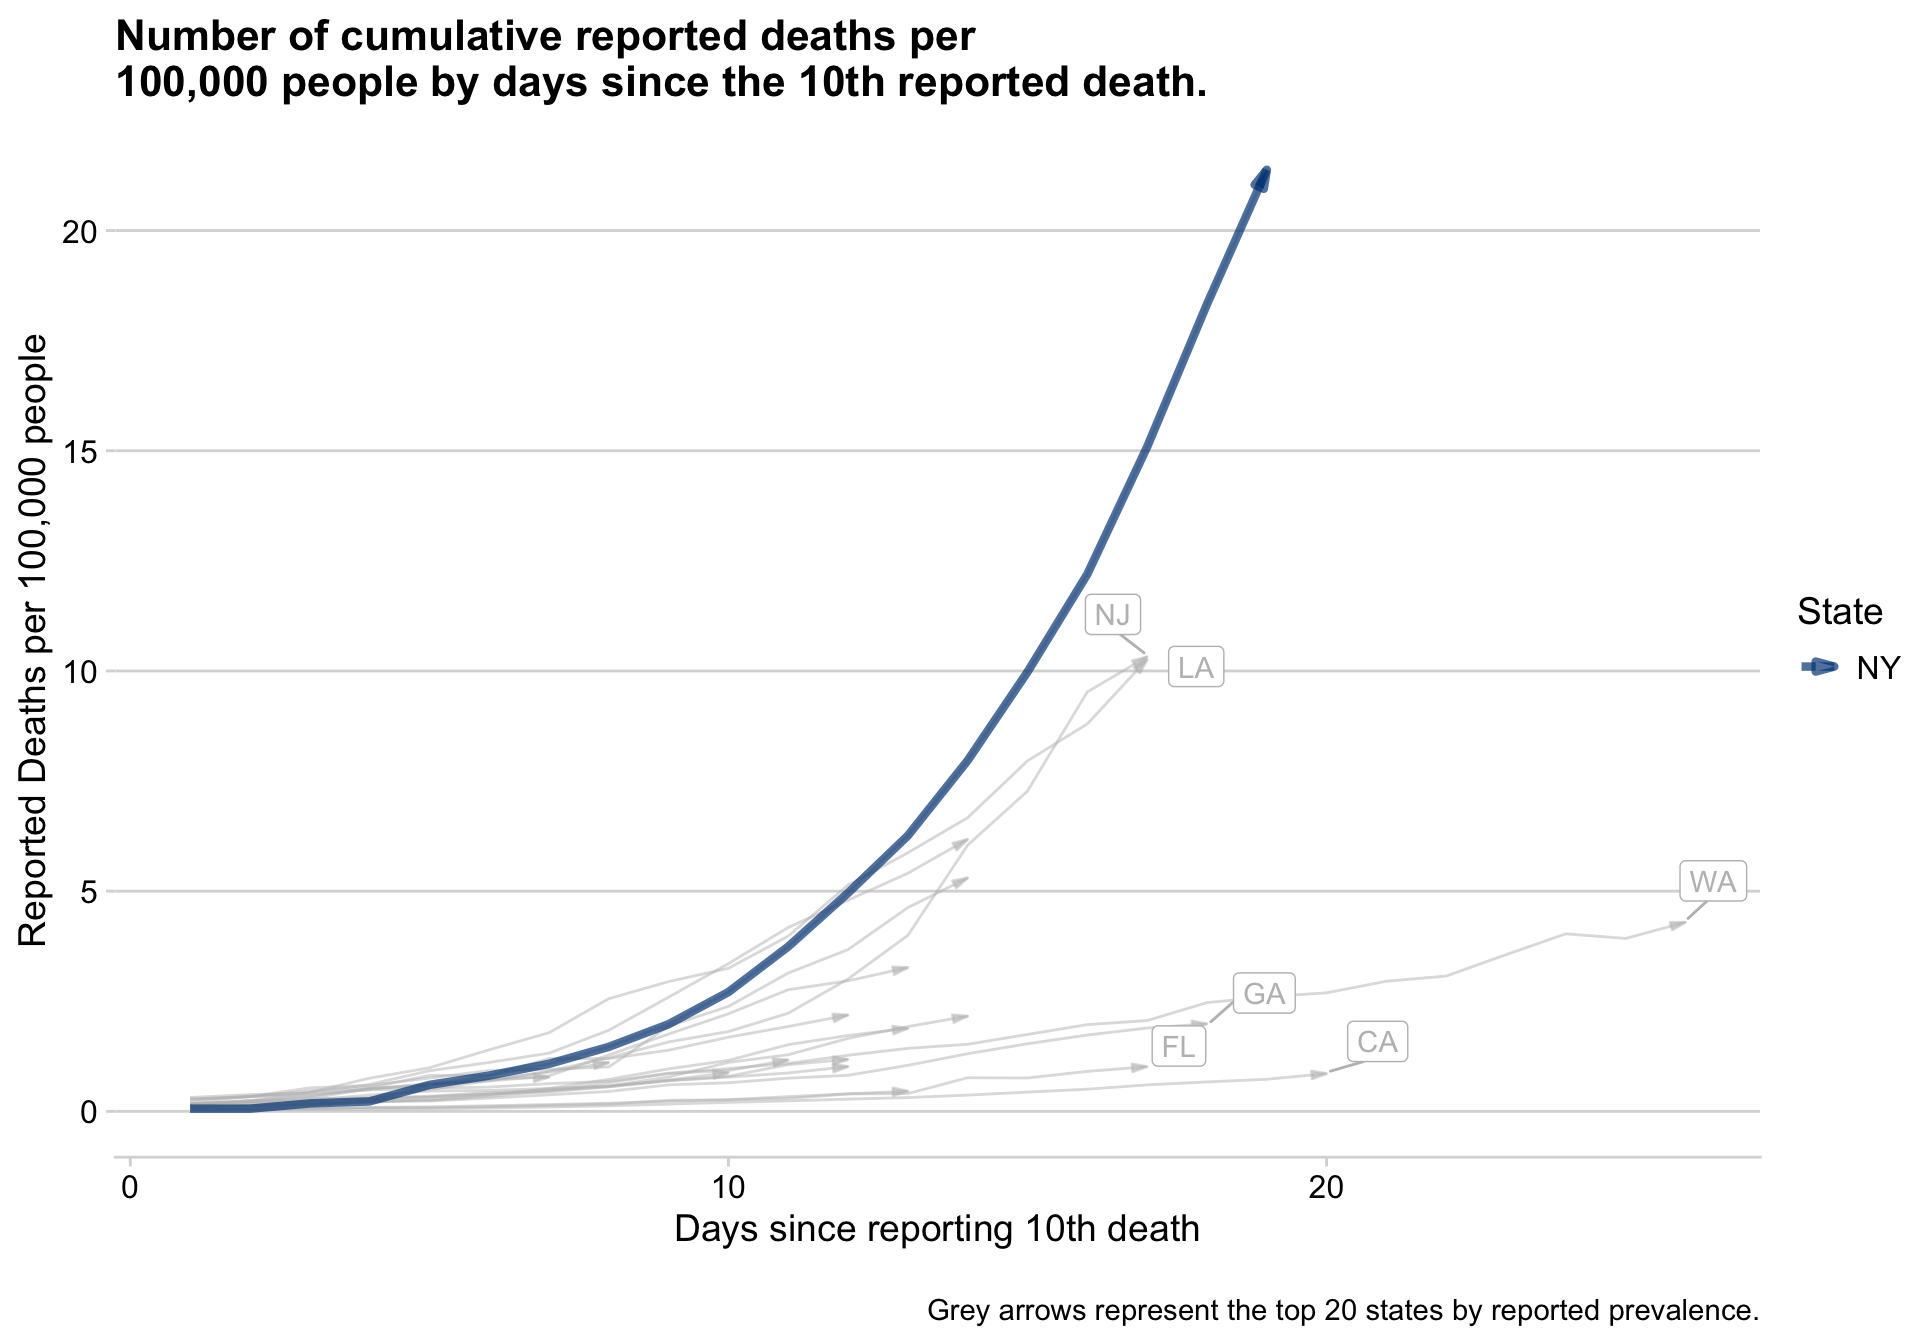 Number of cumulative reported deaths per
100,000 people by days since the 10th reported death.
Reported Deaths per 100,000 people
20
15
10
5
0
NJ
LA
WA
GA
FL
CA
State
NY
0
10
20
Days since reporting 10th death
Grey arrows represent the top 20 states by reported prevalence.